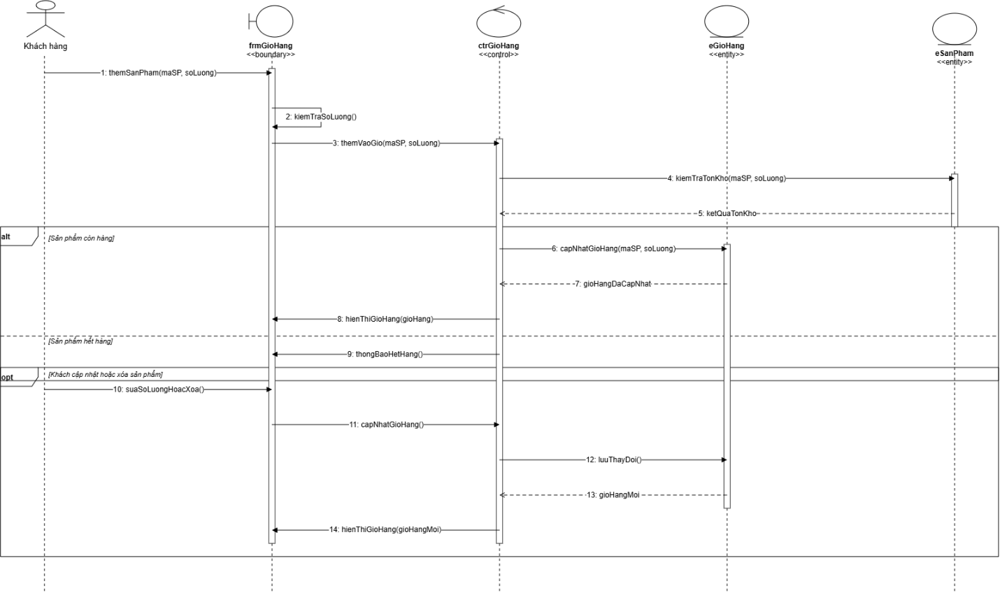 Khách hàng
frmGioHang
<<boundary>>
ctrGioHang
<<control>>
eGioHang
<<entity>>
eSanPham
<<entity>>
1: themSanPham(maSP, soLuong)
2: kiemTraSoLuong()
3: themVaoGio(maSP, soLuong)
4: kiemTraTonKho(maSP, soLuong)
5: ketQuaTonKho
alt
[Sản phẩm còn hàng]
6: capNhatGioHang(maSP, soLuong)
7: gioHangDaCapNhat
8: hienThiGioHang(gioHang)
[Sản phẩm hết hàng]
9: thongBaoHetHang()
opt
[Khách cập nhật hoặc xóa sản phẩm]
10: suaSoLuongHoacXoa()
11: capNhatGioHang()
12: luuThayDoi()
13: gioHangMoi
14: hienThiGioHang(gioHangMoi)